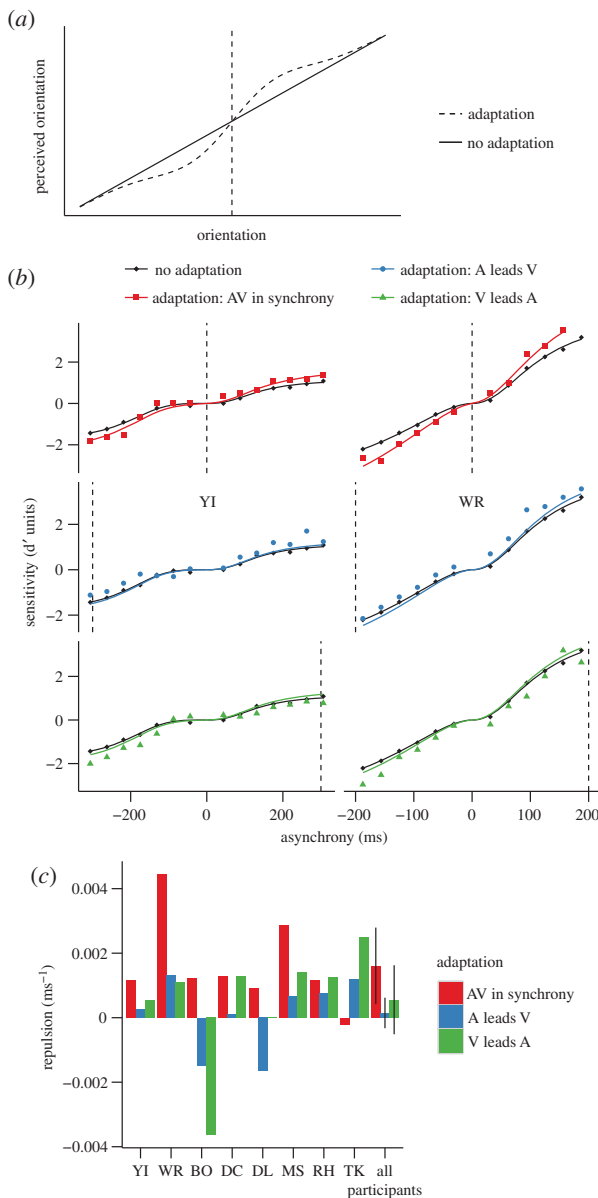 (a)
perceived orientation
orientation
adaptation
no adaptation
(b)
no adaptation
adaptation: A leads V
adaptation: AV in synchrony
adaptation: V leads A
sensitivity (d′ units)
2
0
−2
YI
WR
2
0
−2
2
0
−2
−200 0 200
−200 −100 0 100 200
asynchrony (ms)
(c)
repulsion (ms⁻¹)
0.004
0.002
0
−0.002
−0.004
YI WR BO DC DL MS RH TK all
participants
adaptation
AV in synchrony
A leads V
V leads A